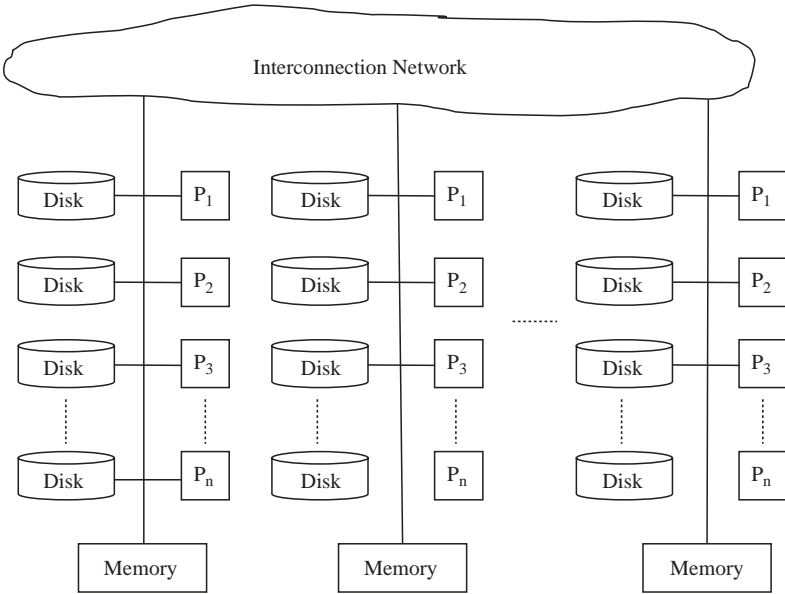 Interconnection Network
Disk P₁ Disk P₁ Disk P₁
Disk P₂ Disk P₂ Disk P₂
Disk P₃ Disk P₃ Disk P₃
Disk Pₙ Disk Pₙ Disk Pₙ
Memory Memory Memory